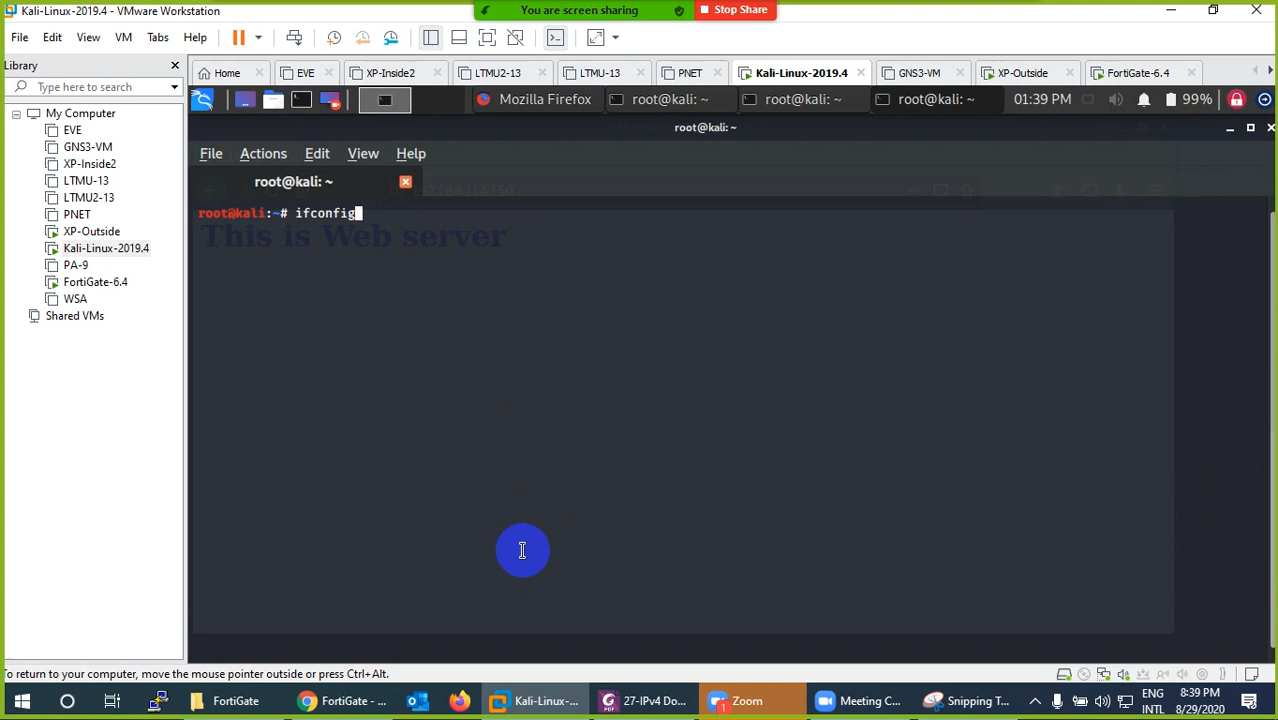 Kali-Linux-2019.4 - VMware Workstation
You are screen sharing
Stop Share
File Edit View VM Tabs Help
Library
Type here to search
My Computer
EVE
GNS3-VM
XP-Inside2
LTMU-13
LTMU2-13
PNET
XP-Outside
Kali-Linux-2019.4
PA-9
FortiGate-6.4
WSA
Shared VMs
Home EVE XP-Inside2 LTMU2-13 LTMU-13 PNET Kali-Linux-2019.4 GNS3-VM XP-Outside FortiGate-6.4
Mozilla Firefox root@kali: ~ root@kali: ~ root@kali: ~ 01:39 PM 99%
root@kali: ~
File Actions Edit View Help
root@kali: ~
192.168.114.150
root@kali:~# ifconfig
This is Web server
To return to your computer, move the mouse pointer outside or press Ctrl+Alt.
FortiGate FortiGate - ... Kali-Linux-... 27-IPv4 Do... Zoom 1 Meeting C... Snipping T... ENG INTL 8:39 PM 8/29/2020